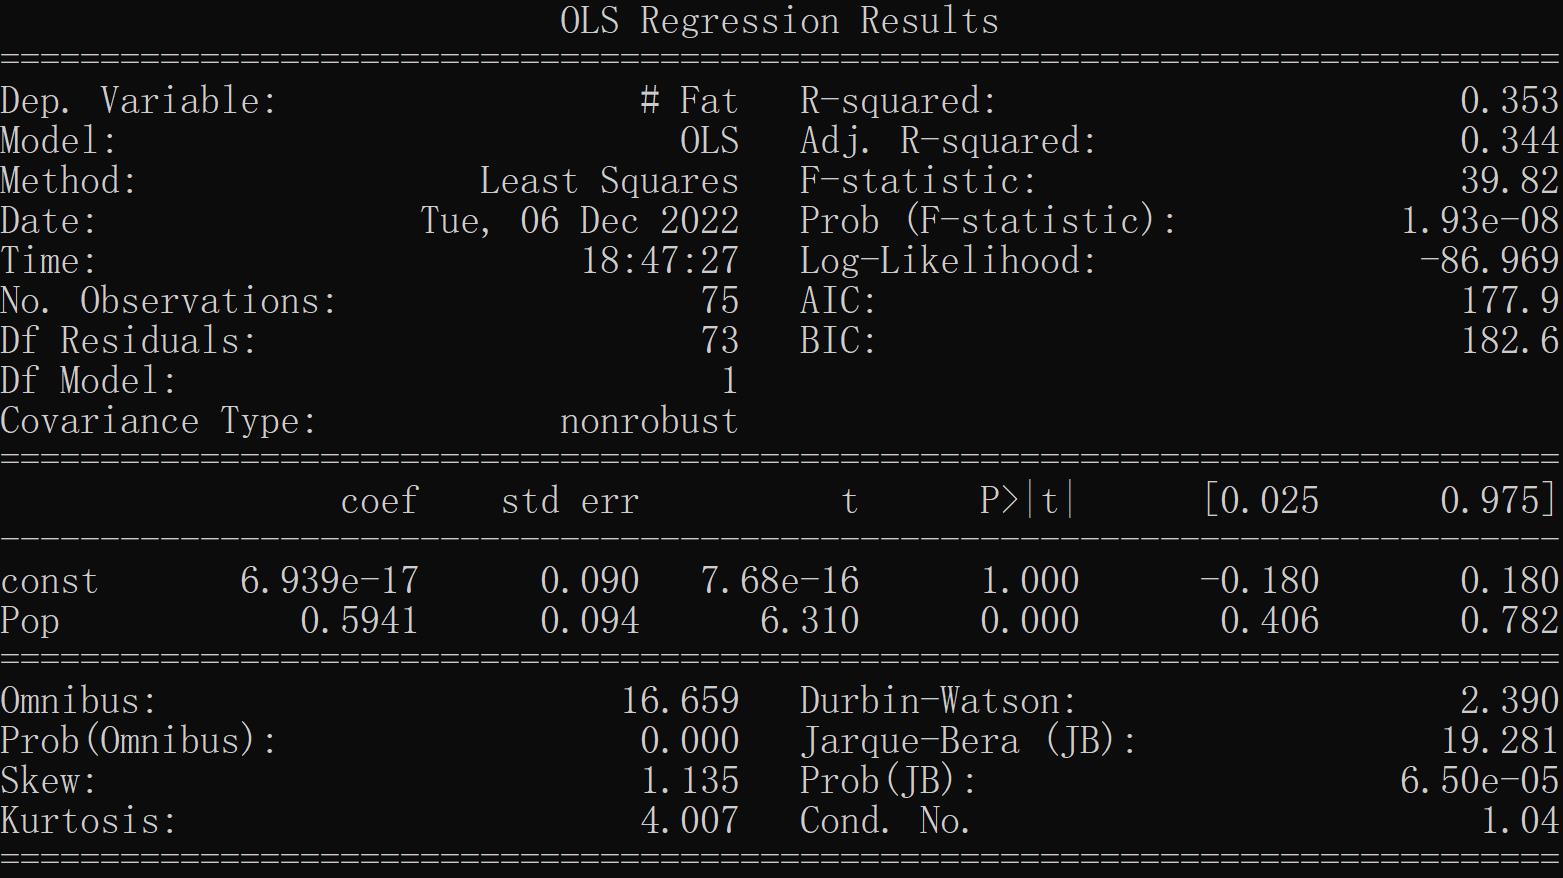 OLS Regression Results
==============================================================================
Dep. Variable:                  # Fat   R-squared:                       0.353
Model:                            OLS   Adj. R-squared:                  0.344
Method:                 Least Squares   F-statistic:                     39.82
Date:                Tue, 06 Dec 2022   Prob (F-statistic):           1.93e-08
Time:                        18:47:27   Log-Likelihood:                -86.969
No. Observations:                  75   AIC:                             177.9
Df Residuals:                      73   BIC:                             182.6
Df Model:                           1
Covariance Type:            nonrobust
==============================================================================
                 coef    std err          t      P>|t|      [0.025      0.975]
------------------------------------------------------------------------------
const       6.939e-17      0.090   7.68e-16      1.000      -0.180       0.180
Pop            0.5941      0.094      6.310      0.000       0.406       0.782
==============================================================================
Omnibus:                       16.659   Durbin-Watson:                   2.390
Prob(Omnibus):                  0.000   Jarque-Bera (JB):               19.281
Skew:                           1.135   Prob(JB):                     6.50e-05
Kurtosis:                       4.007   Cond. No.                         1.04
==============================================================================